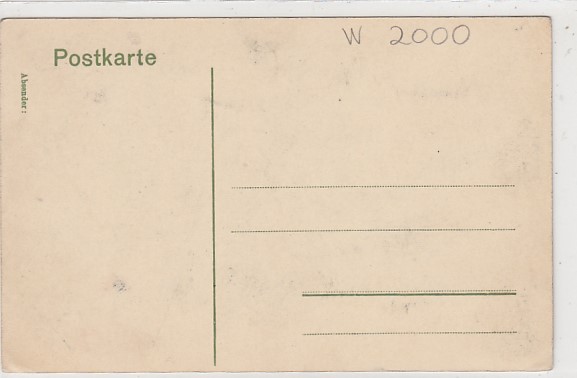 W 2000
Postkarte
Absender: